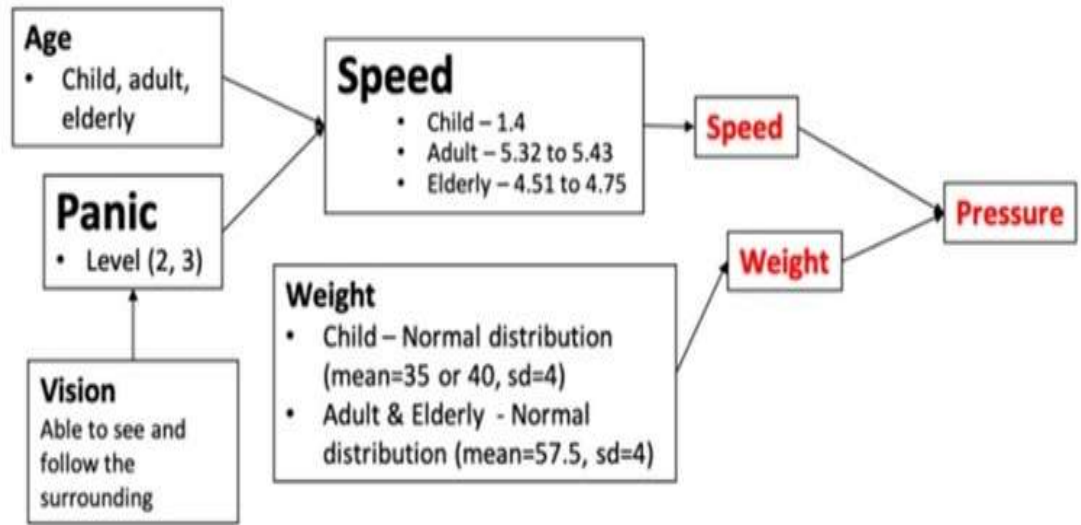 Age
• Child, adult,
elderly
Panic
• Level (2, 3)
Vision
Able to see and
follow the
surrounding
Speed
• Child – 1.4
• Adult – 5.32 to 5.43
• Elderly – 4.51 to 4.75
Weight
• Child – Normal distribution
(mean=35 or 40, sd=4)
• Adult & Elderly - Normal
distribution (mean=57.5, sd=4)
Speed
Weight
Pressure